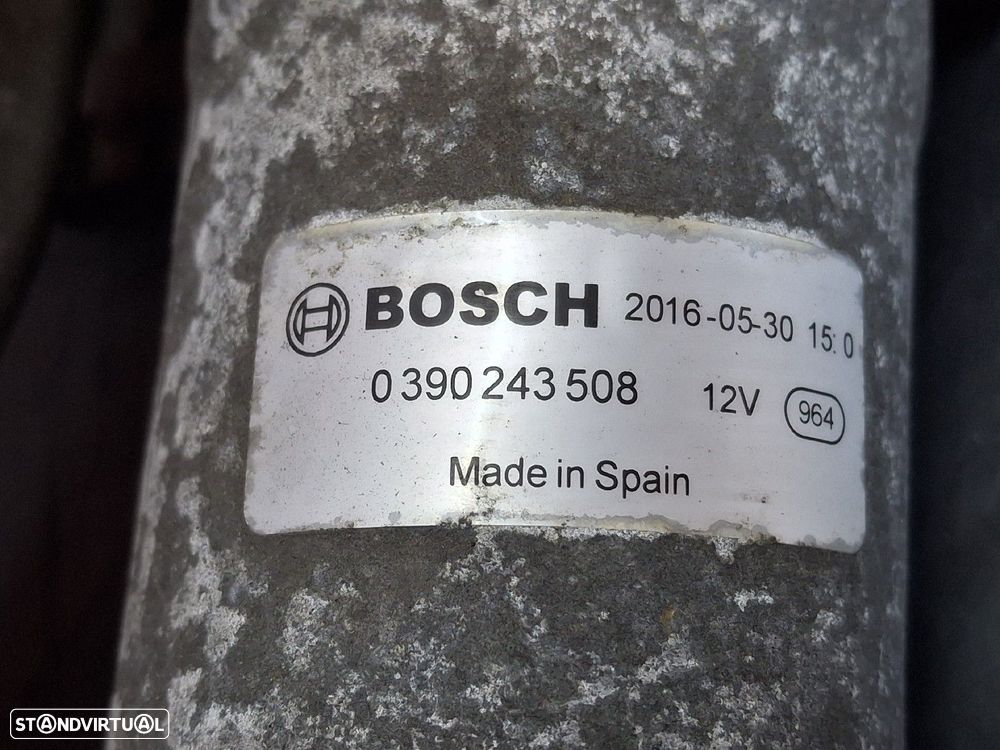 BOSCH 2016-05-30 15:0
0 390 243 508 12V 964
Made in Spain
STANDVIRTUAL